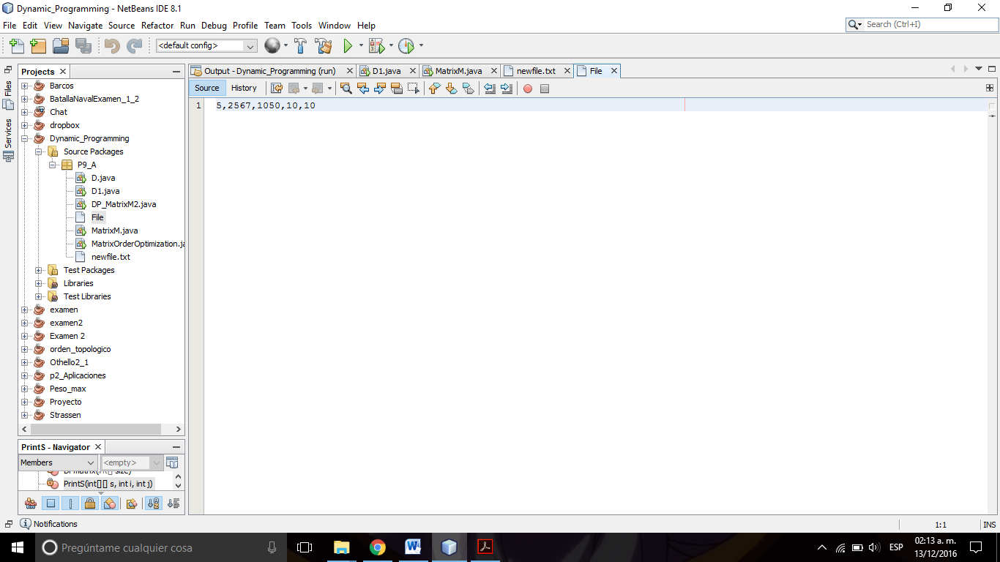 Dynamic_Programming - NetBeans IDE 8.1
File Edit View Navigate Source Refactor Run Debug Profile Team Tools Window Help
Search (Ctrl+I)
<default config>
Files
Services
Projects
Barcos
BatallaNavalExamen_1_2
Chat
dropbox
Dynamic_Programming
Source Packages
P9_A
D.java
D1.java
DP_MatrixM2.java
File
MatrixM.java
MatrixOrderOptimization.ja
newfile.txt
Test Packages
Libraries
Test Libraries
examen
examen2
Examen 2
orden_topologico
Othello2_1
p2_Aplicaciones
Peso_max
Proyecto
Strassen
PrintS - Navigator
Members <empty>
DPmatrix(int[] size)
PrintS(int[][] s, int i, int j)
Output - Dynamic_Programming (run) D1.java MatrixM.java newfile.txt File
Source History
1 5,2567,1050,10,10
Notifications
1:1 INS
Pregúntame cualquier cosa
ESP
02:13 a. m.
13/12/2016